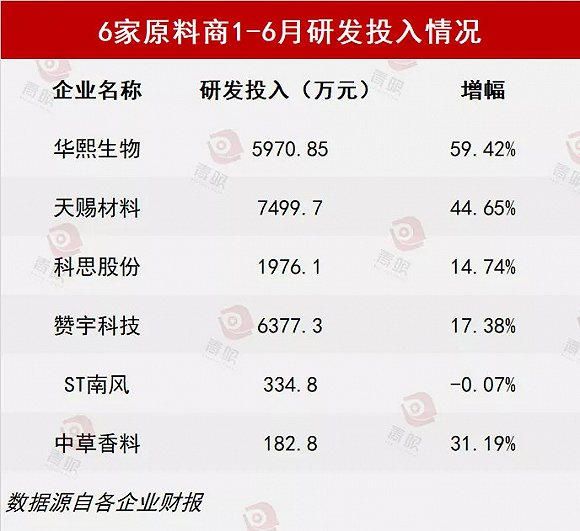 6家原料商1-6月研发投入情况
企业名称 研发投入（万元） 增幅
华熙生物 5970.85 59.42%
天赐材料 7499.7 44.65%
科思股份 1976.1 14.74%
赞宇科技 6377.3 17.38%
ST南风 334.8 -0.07%
中草香料 182.8 31.19%
数据源自各企业财报